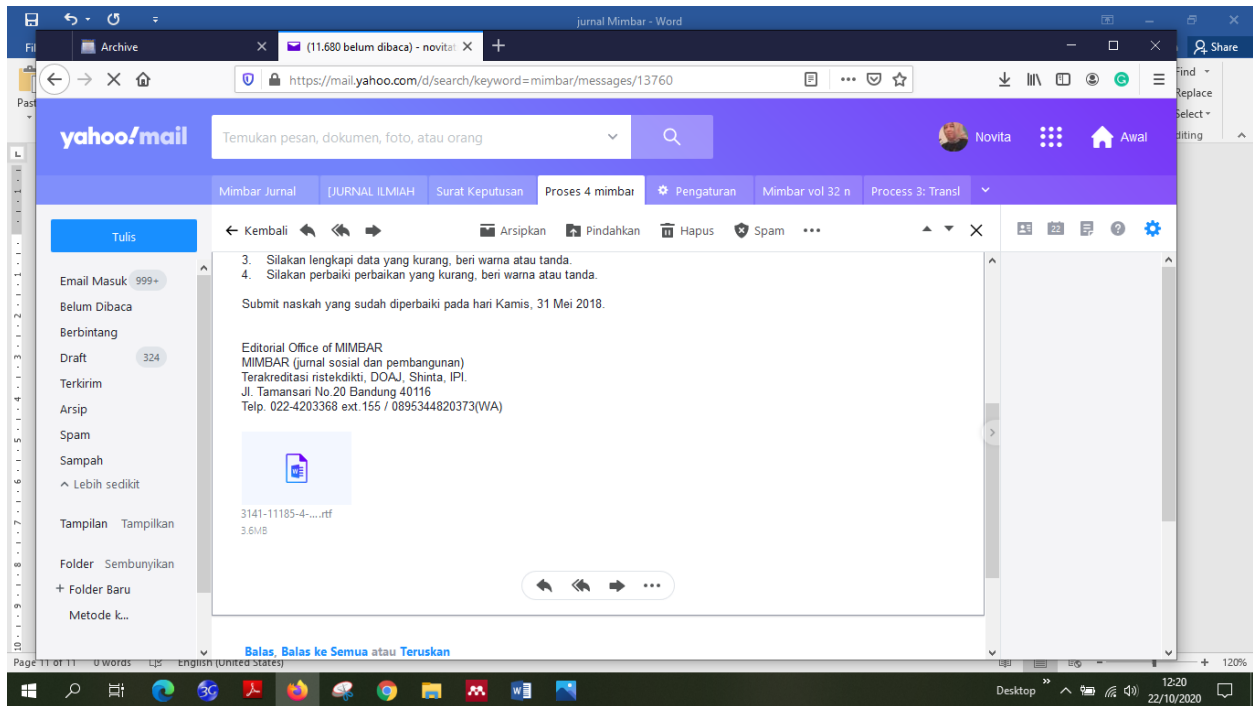 jurnal Mimbar - Word
Archive
(11.680 belum dibaca) - novitat
Share
https://mail.yahoo.com/d/search/keyword=mimbar/messages/13760
Find
Replace
Select
diting
Past
yahoo!mail
Temukan pesan, dokumen, foto, atau orang
Novita
Awal
Mimbar Jurnal
[JURNAL ILMIAH
Surat Keputusan
Proses 4 mimbar
Pengaturan
Mimbar vol 32 n
Process 3: Transl
Tulis
Kembali
Arsipkan
Pindahkan
Hapus
Spam
22
Email Masuk 999+
Belum Dibaca
Berbintang
Draft 324
Terkirim
Arsip
Spam
Sampah
Lebih sedikit
Tampilan Tampilkan
Folder Sembunyikan
+ Folder Baru
Metode k...
3. Silakan lengkapi data yang kurang, beri warna atau tanda.
4. Silakan perbaiki perbaikan yang kurang, beri warna atau tanda.
Submit naskah yang sudah diperbaiki pada hari Kamis, 31 Mei 2018.
Editorial Office of MIMBAR
MIMBAR (jurnal sosial dan pembangunan)
Terakreditasi ristekdikti, DOAJ, Shinta, IPI.
Jl. Tamansari No.20 Bandung 40116
Telp. 022-4203368 ext.155 / 0895344820373(WA)
3141-11185-4-....rtf
3.6MB
Balas, Balas ke Semua atau Teruskan
Page 11 of 11 0 words English (United States)
120%
Desktop
12:20
22/10/2020